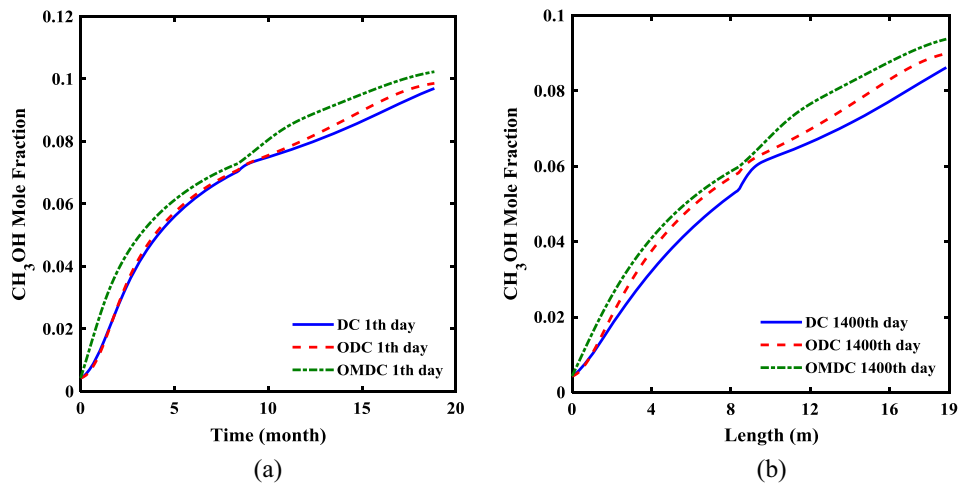 0.12
0.1
0.08
0.06
0.04
0.02
0
CH3OH Mole Fraction
DC 1th day
ODC 1th day
OMDC 1th day
0 5 10 15 20
Time (month)
(a)
0.1
0.08
0.06
0.04
0.02
0
CH3OH Mole Fraction
DC 1400th day
ODC 1400th day
OMDC 1400th day
0 4 8 12 16 19
Length (m)
(b)